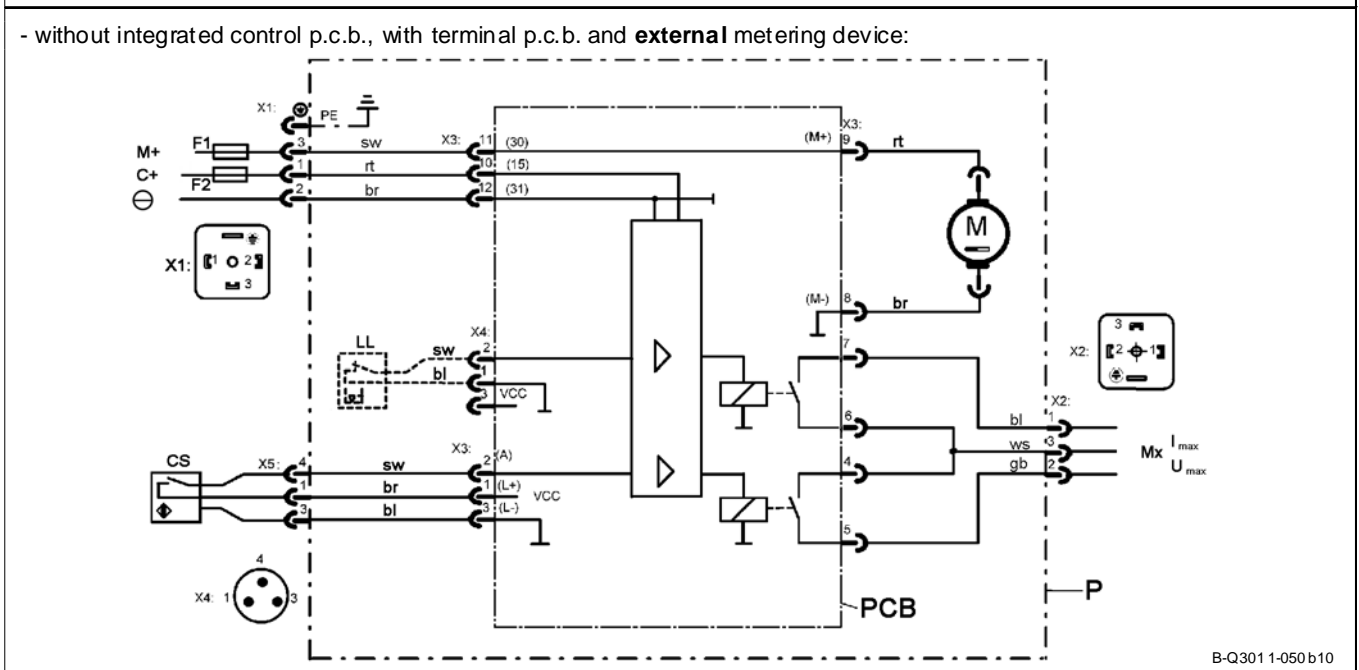 - without integrated control p.c.b., with terminal p.c.b. and external metering device:
X1:
PE
M+ F1 3 sw X3: 11 (30) (M+) X3: 9 rt
C+ F2 1 rt 10 (15)
2 br 12 (31)
M
X1: 1 2 3
(M-) 8 br
LL sw X4: 2
bl 1
3 VCC
7
3
X2: 2 1
6
X2:
bl 1
ws 3 Mx I max
gb 2 U max
CS X5: 4 sw X3: 2 (A) 4
1 br 1 (L+) VCC
3 bl 3 (L-)
5
4
X4: 1 3
PCB
P
B-Q3011-050b10